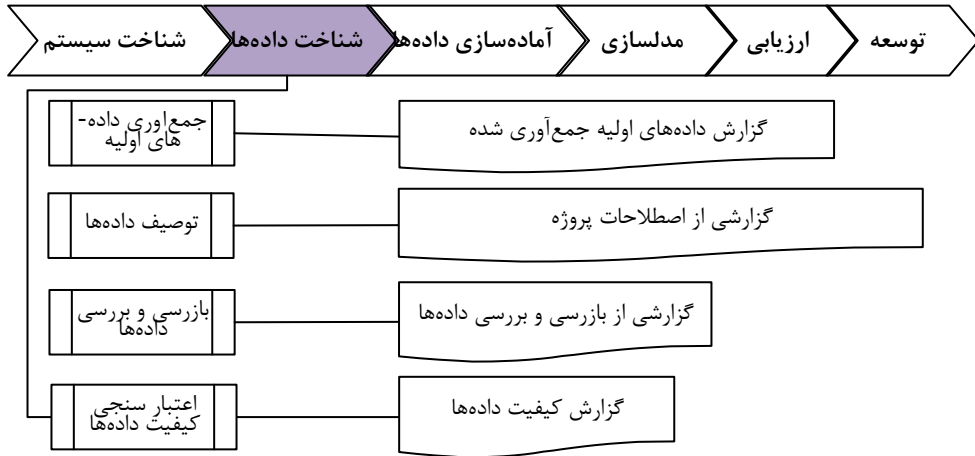 شناخت سیستم
شناخت داده‌ها
آماده‌سازی داده‌ها
مدلسازی
ارزیابی
توسعه
جمع‌اوری داده-
های اولیه
گزارش داده‌های اولیه جمع‌آوری شده
توصیف داده‌ها
گزارشی از اصطلاحات پروژه
بازرسی و بررسی
داده‌ها
گزارشی از بازرسی و بررسی داده‌ها
اعتبار سنجی
کیفیت داده‌ها
گزارش کیفیت داده‌ها